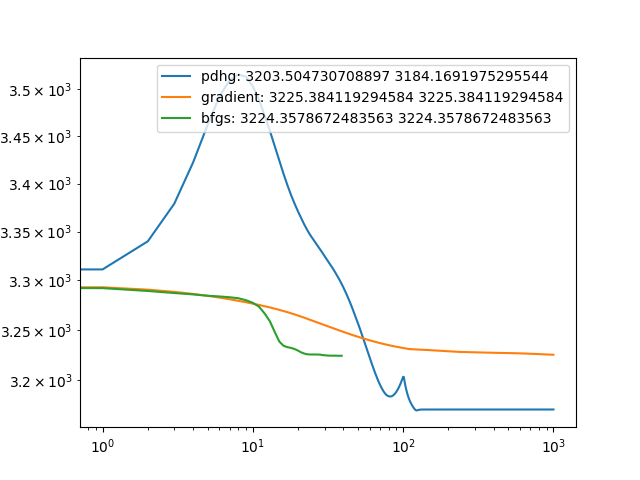 pdhg: 3203.504730708897 3184.1691975295544
gradient: 3225.384119294584 3225.384119294584
bfgs: 3224.3578672483563 3224.3578672483563
3.5 × 10³
3.45 × 10³
3.4 × 10³
3.35 × 10³
3.3 × 10³
3.25 × 10³
3.2 × 10³
10⁰ 10¹ 10² 10³